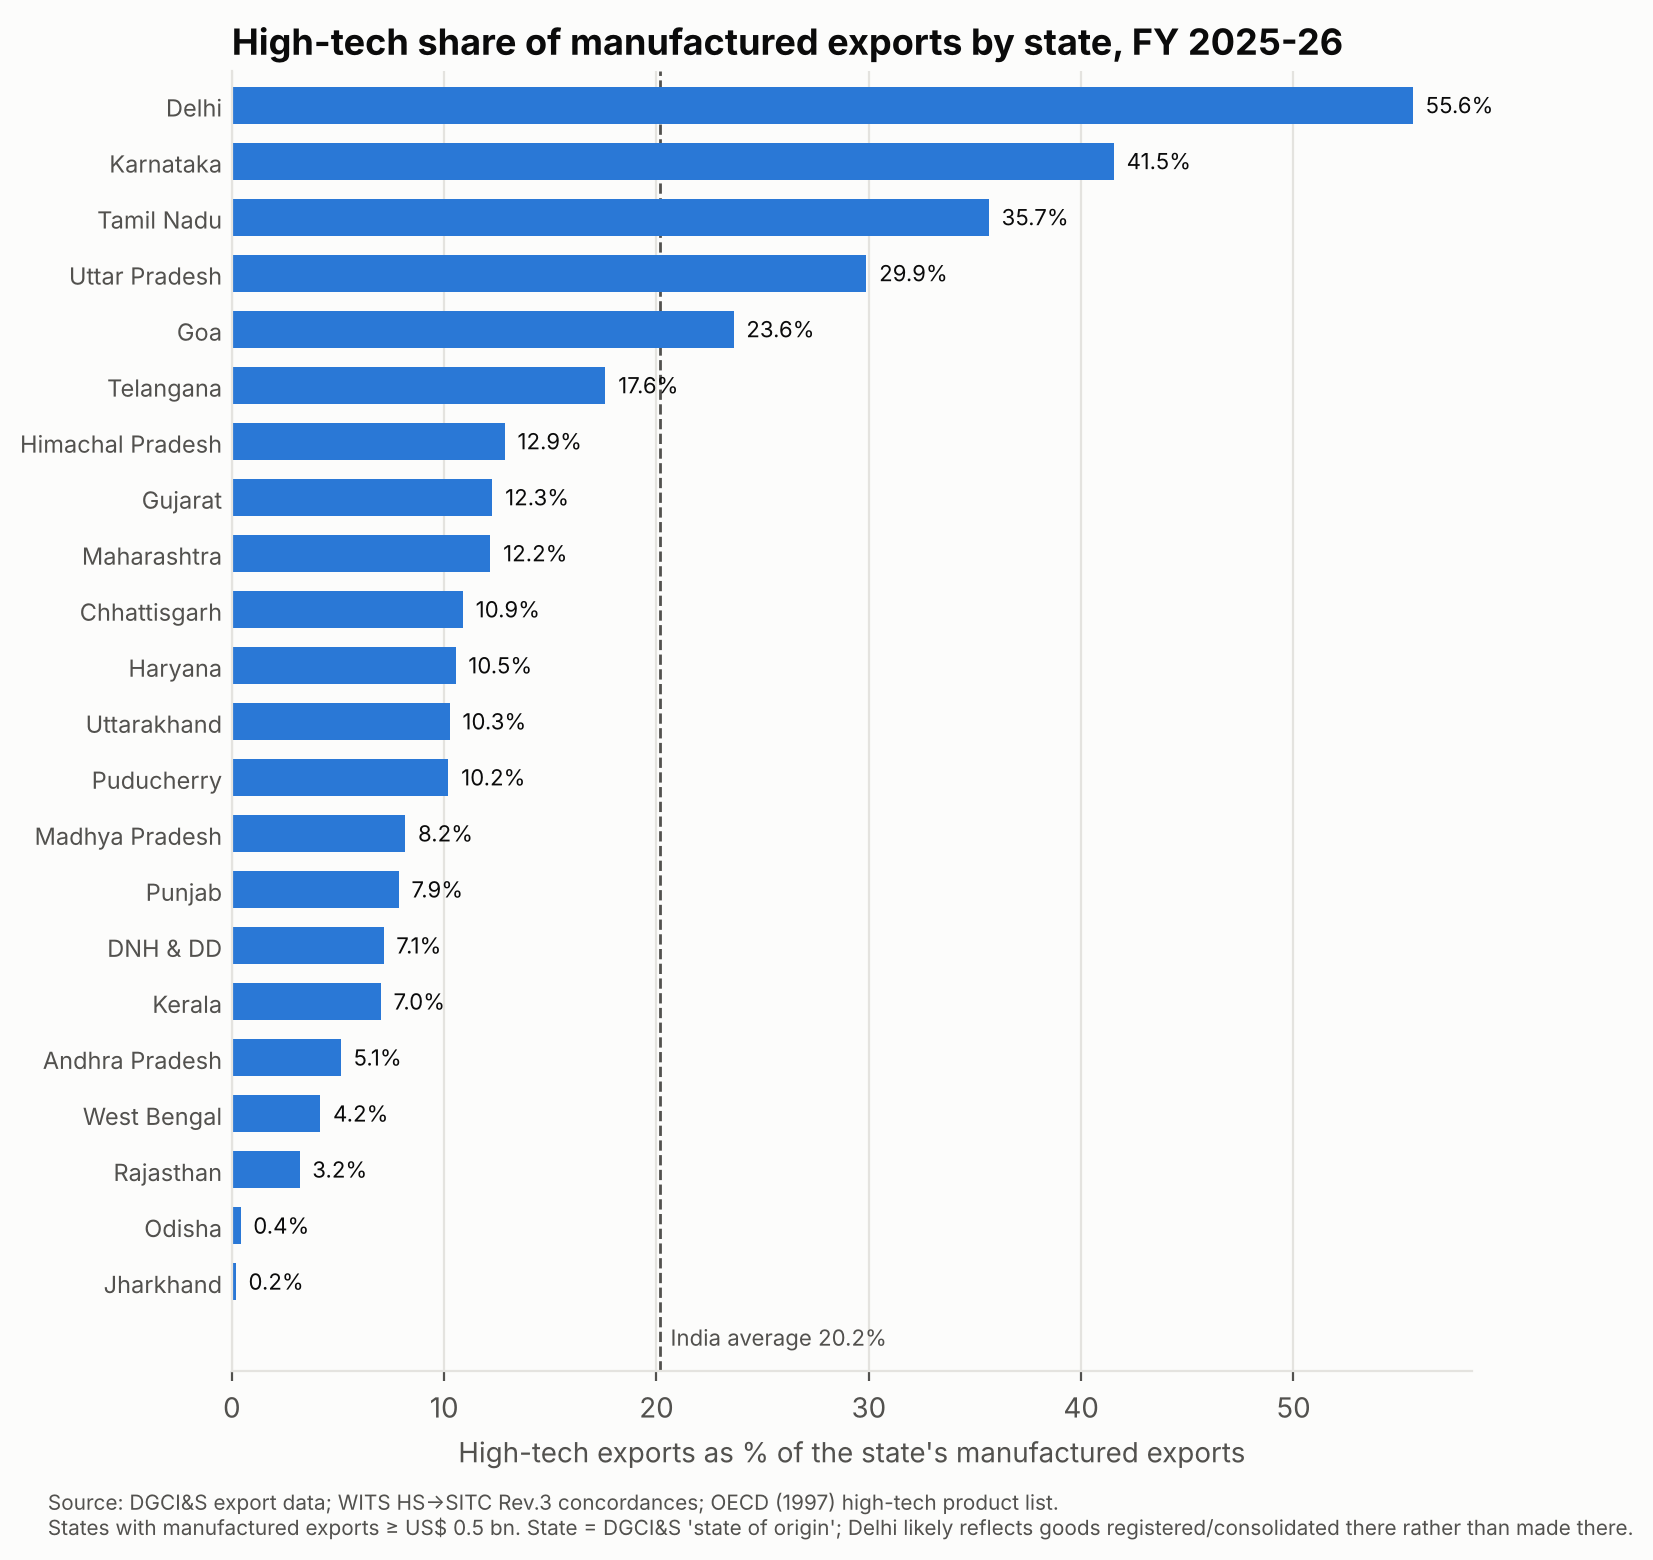 High-tech share of manufactured exports by state, FY 2025-26
Delhi 55.6%
Karnataka 41.5%
Tamil Nadu 35.7%
Uttar Pradesh 29.9%
Goa 23.6%
Telangana 17.6%
Himachal Pradesh 12.9%
Gujarat 12.3%
Maharashtra 12.2%
Chhattisgarh 10.9%
Haryana 10.5%
Uttarakhand 10.3%
Puducherry 10.2%
Madhya Pradesh 8.2%
Punjab 7.9%
DNH & DD 7.1%
Kerala 7.0%
Andhra Pradesh 5.1%
West Bengal 4.2%
Rajasthan 3.2%
Odisha 0.4%
Jharkhand 0.2%
India average 20.2%
0 10 20 30 40 50
High-tech exports as % of the state's manufactured exports
Source: DGCI&S export data; WITS HS→SITC Rev.3 concordances; OECD (1997) high-tech product list.
States with manufactured exports ≥ US$ 0.5 bn. State = DGCI&S 'state of origin'; Delhi likely reflects goods registered/consolidated there rather than made there.